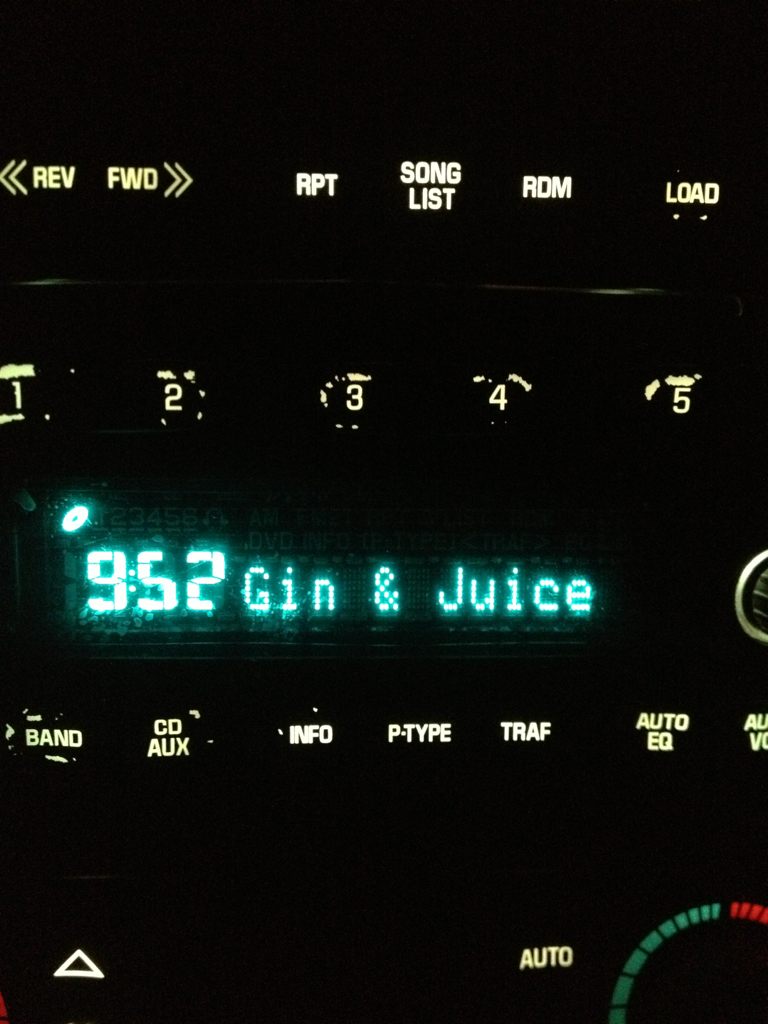 REV FWD RPT SONG LIST RDM LOAD
1 2 3 4 5
9:52 Gin & Juice
BAND CD AUX INFO P-TYPE TRAF AUTO EQ
AUTO